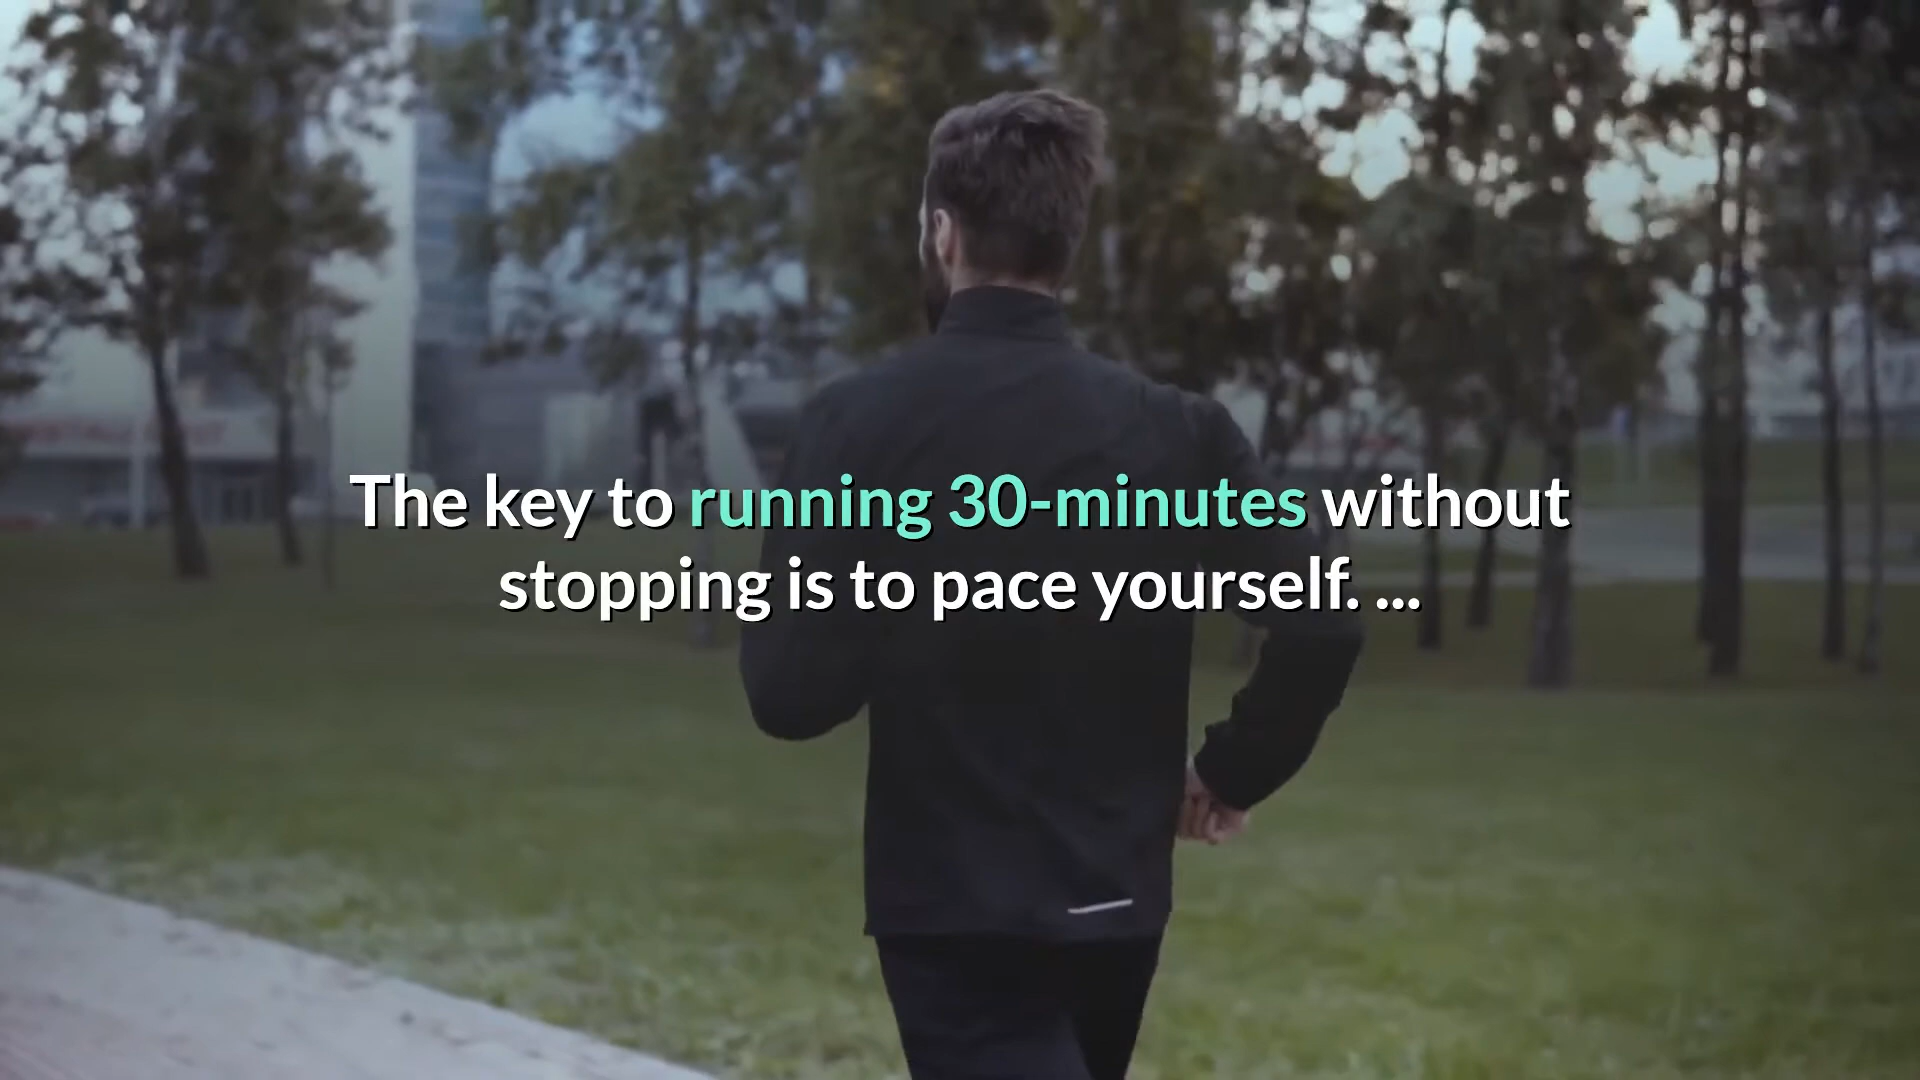 The key to running 30-minutes without
stopping is to pace yourself. ...